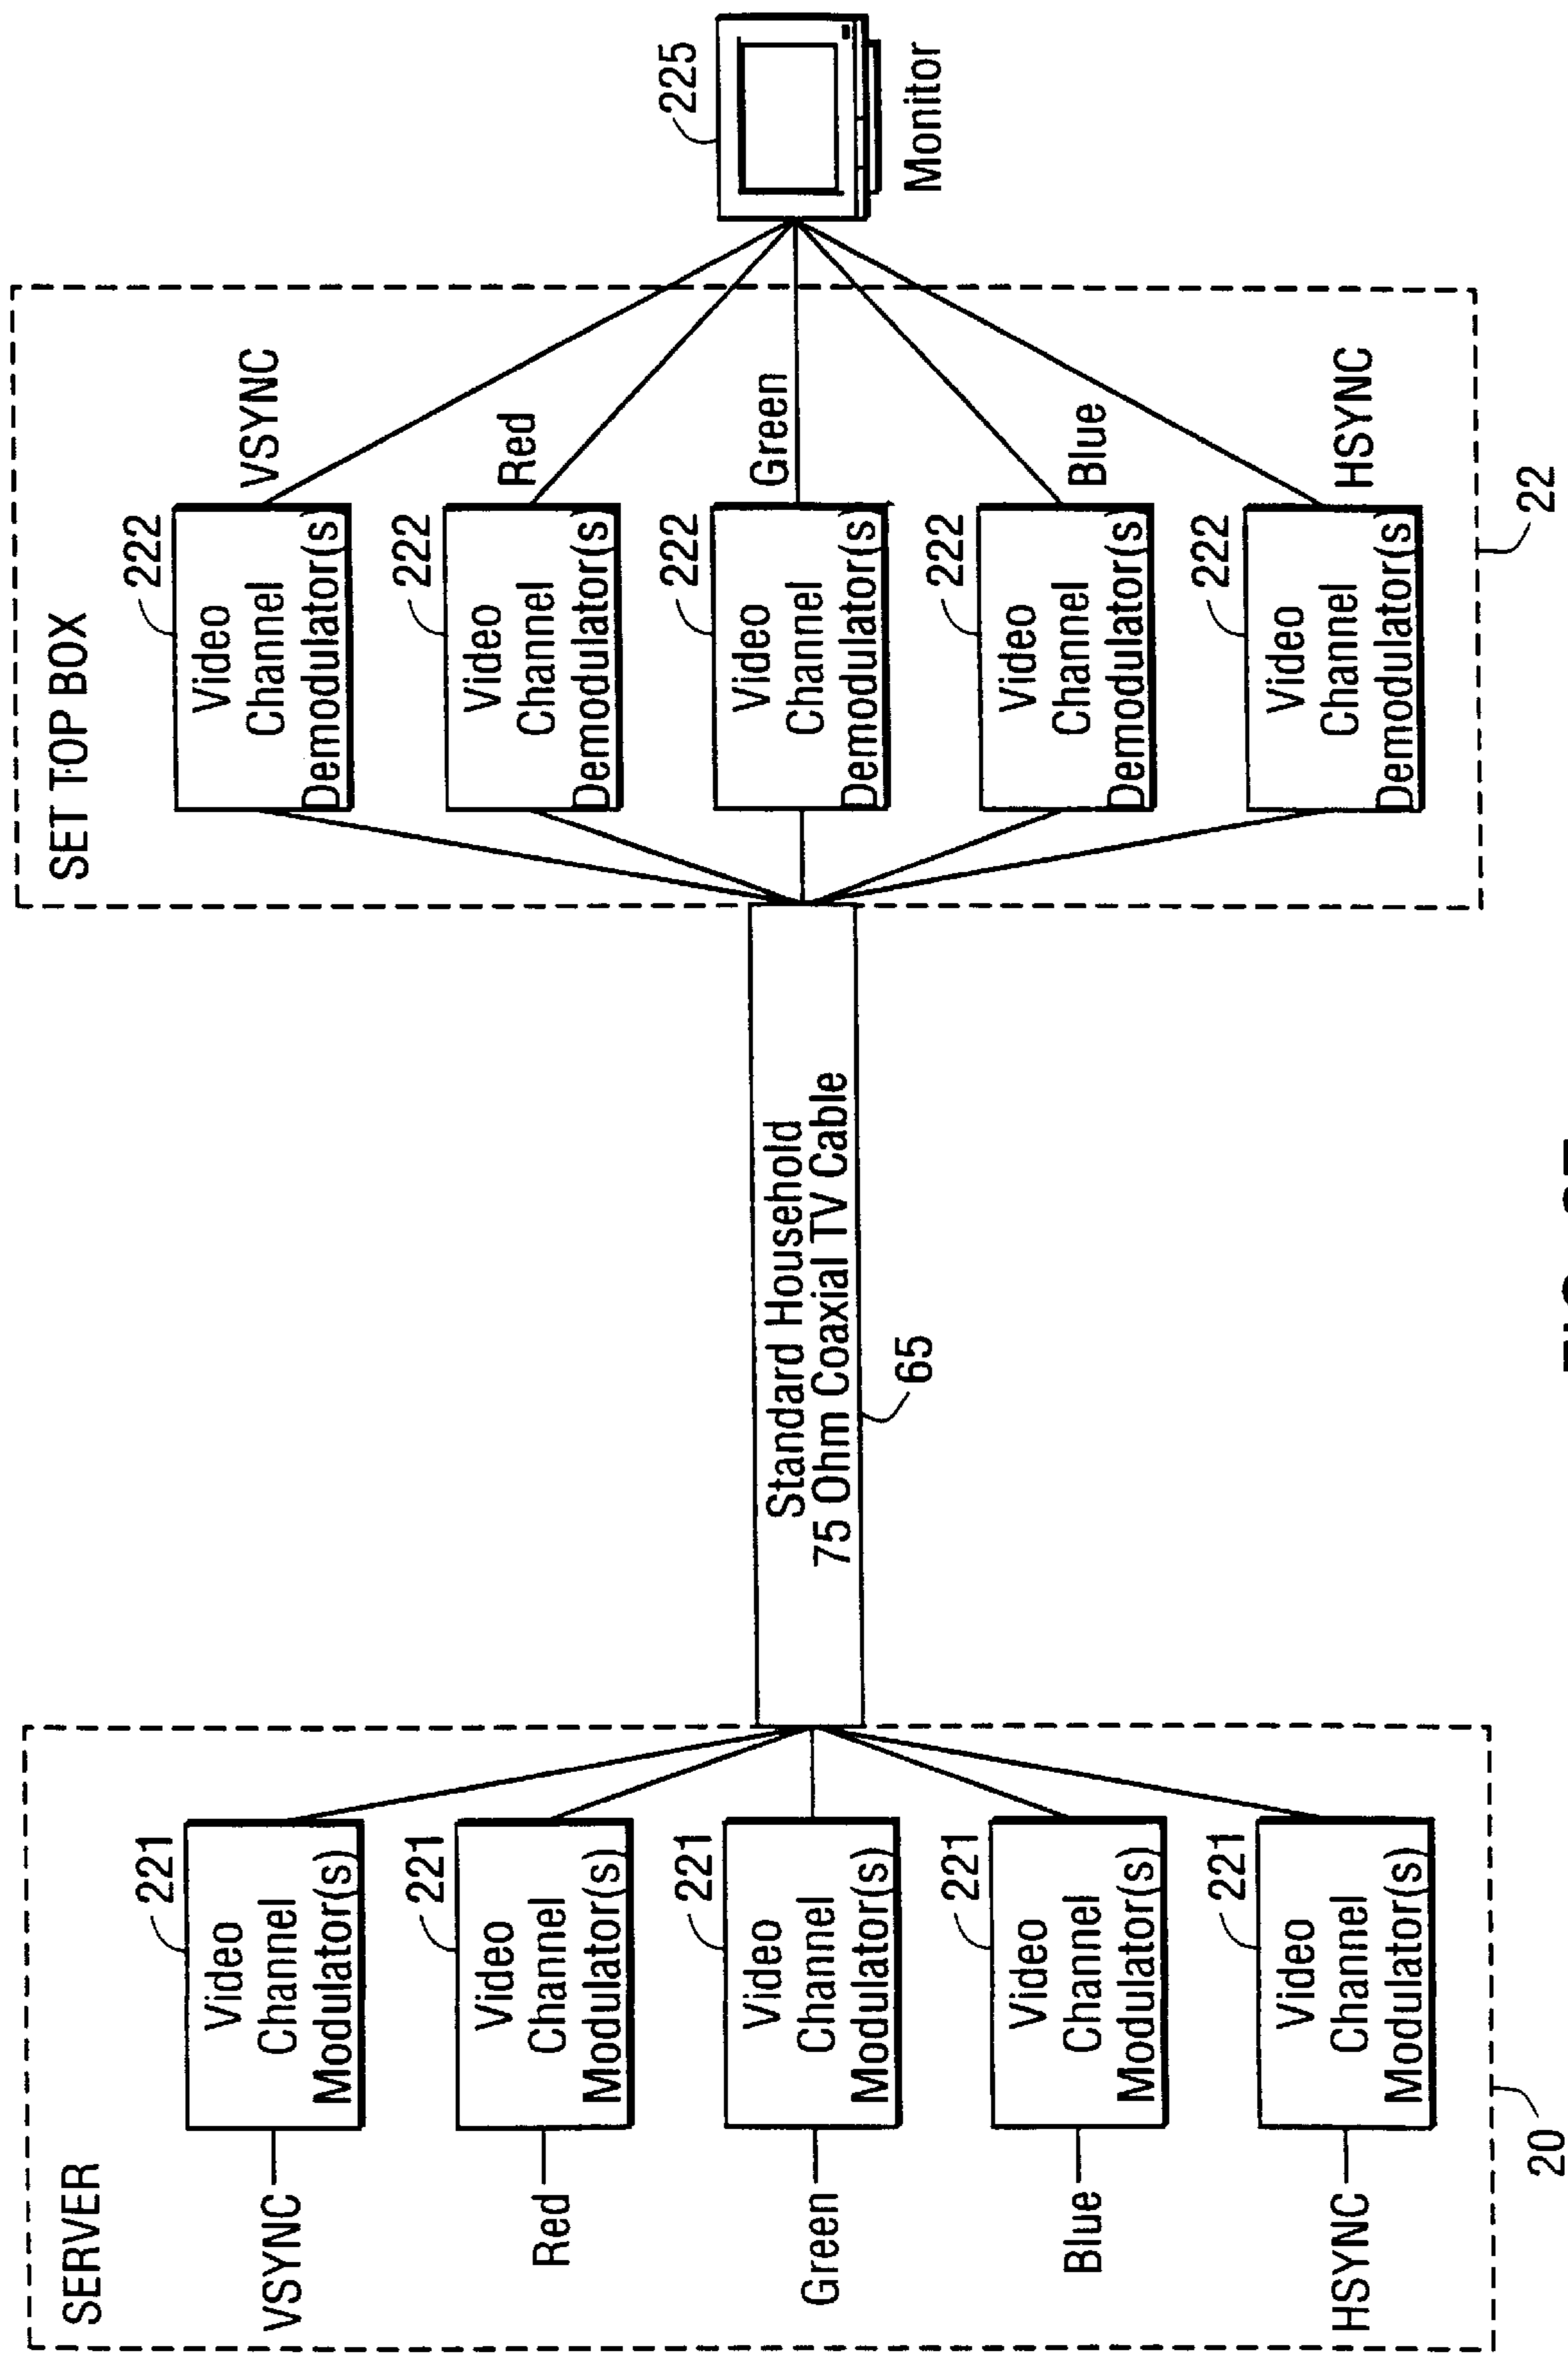 SERVER
VSYNC
221
Video
Channel
Modulator(s)
Red
221
Video
Channel
Modulator(s)
Green
221
Video
Channel
Modulator(s)
Blue
221
Video
Channel
Modulator(s)
HSYNC
221
Video
Channel
Modulator(s)
20
Standard Household
75 Ohm Coaxial TV Cable
65
SET TOP BOX
222
Video
Channel
Demodulator(s)
VSYNC
222
Video
Channel
Demodulator(s)
Red
222
Video
Channel
Demodulator(s)
Green
222
Video
Channel
Demodulator(s)
Blue
222
Video
Channel
Demodulator(s)
HSYNC
22
225
Monitor